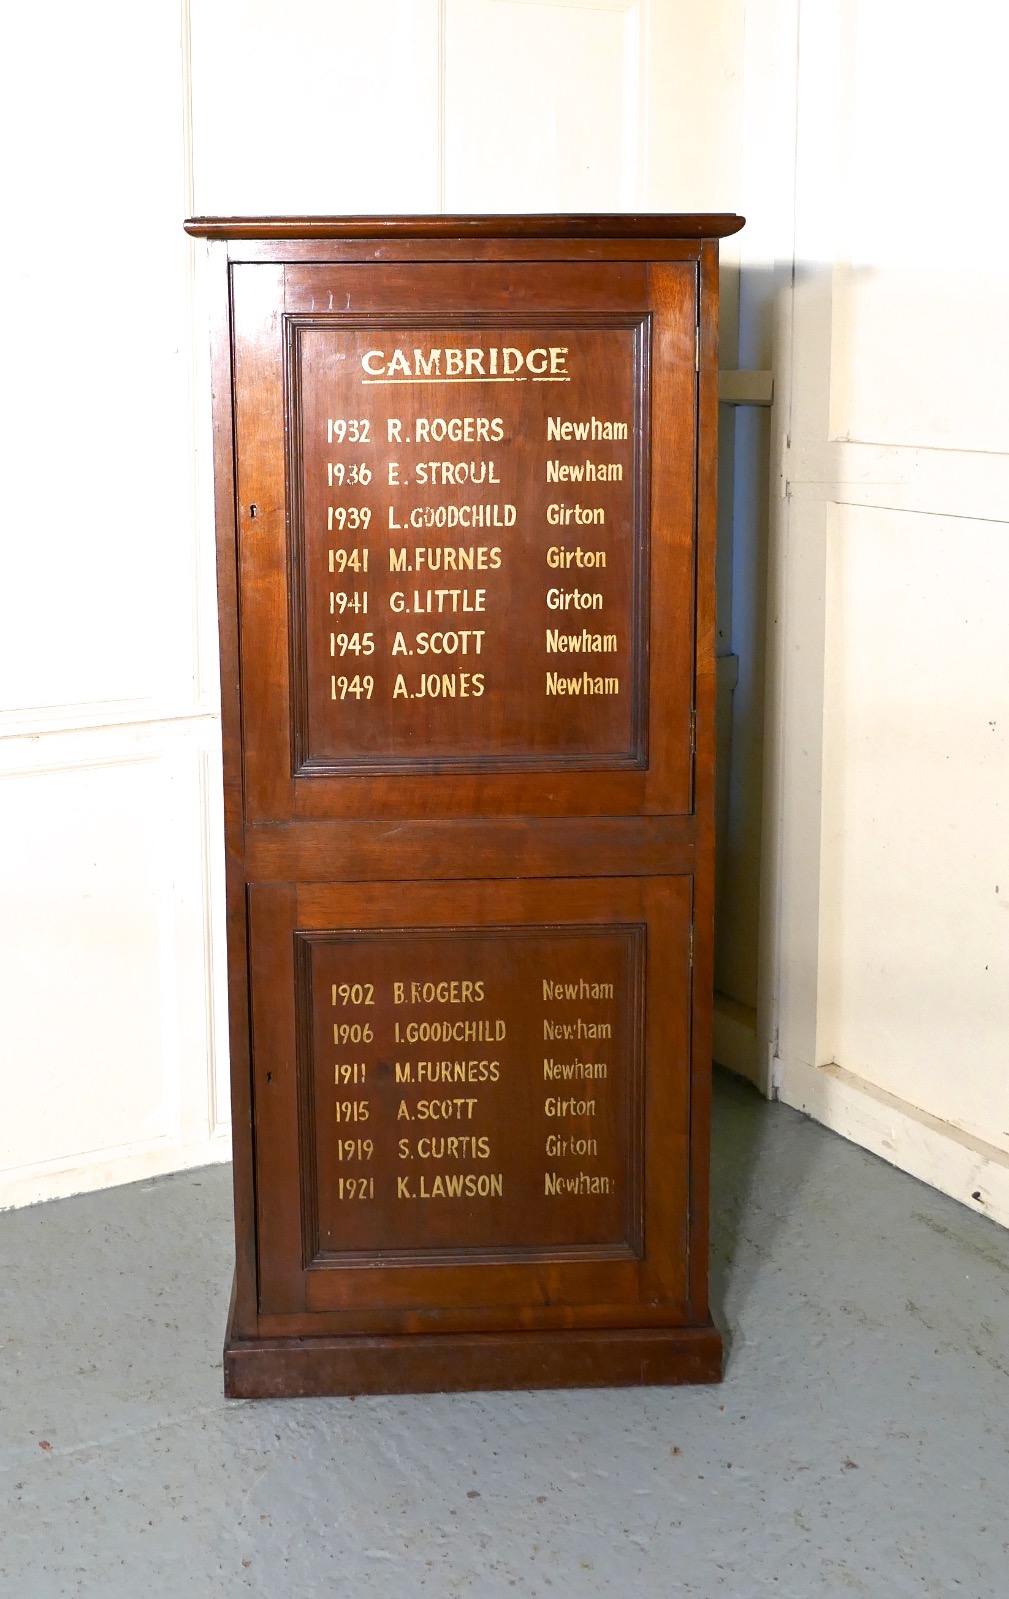 CAMBRIDGE
1932 R. ROGERS Newham
1936 E. STROUL Newham
1939 L. GOODCHILD Girton
1941 M. FURNES Girton
1941 G. LITTLE Girton
1945 A. SCOTT Newham
1949 A. JONES Newham
1902 B. ROGERS Newham
1906 I. GOODCHILD Newham
1911 M. FURNESS Newham
1915 A. SCOTT Girton
1919 S. CURTIS Girton
1921 K. LAWSON Newham